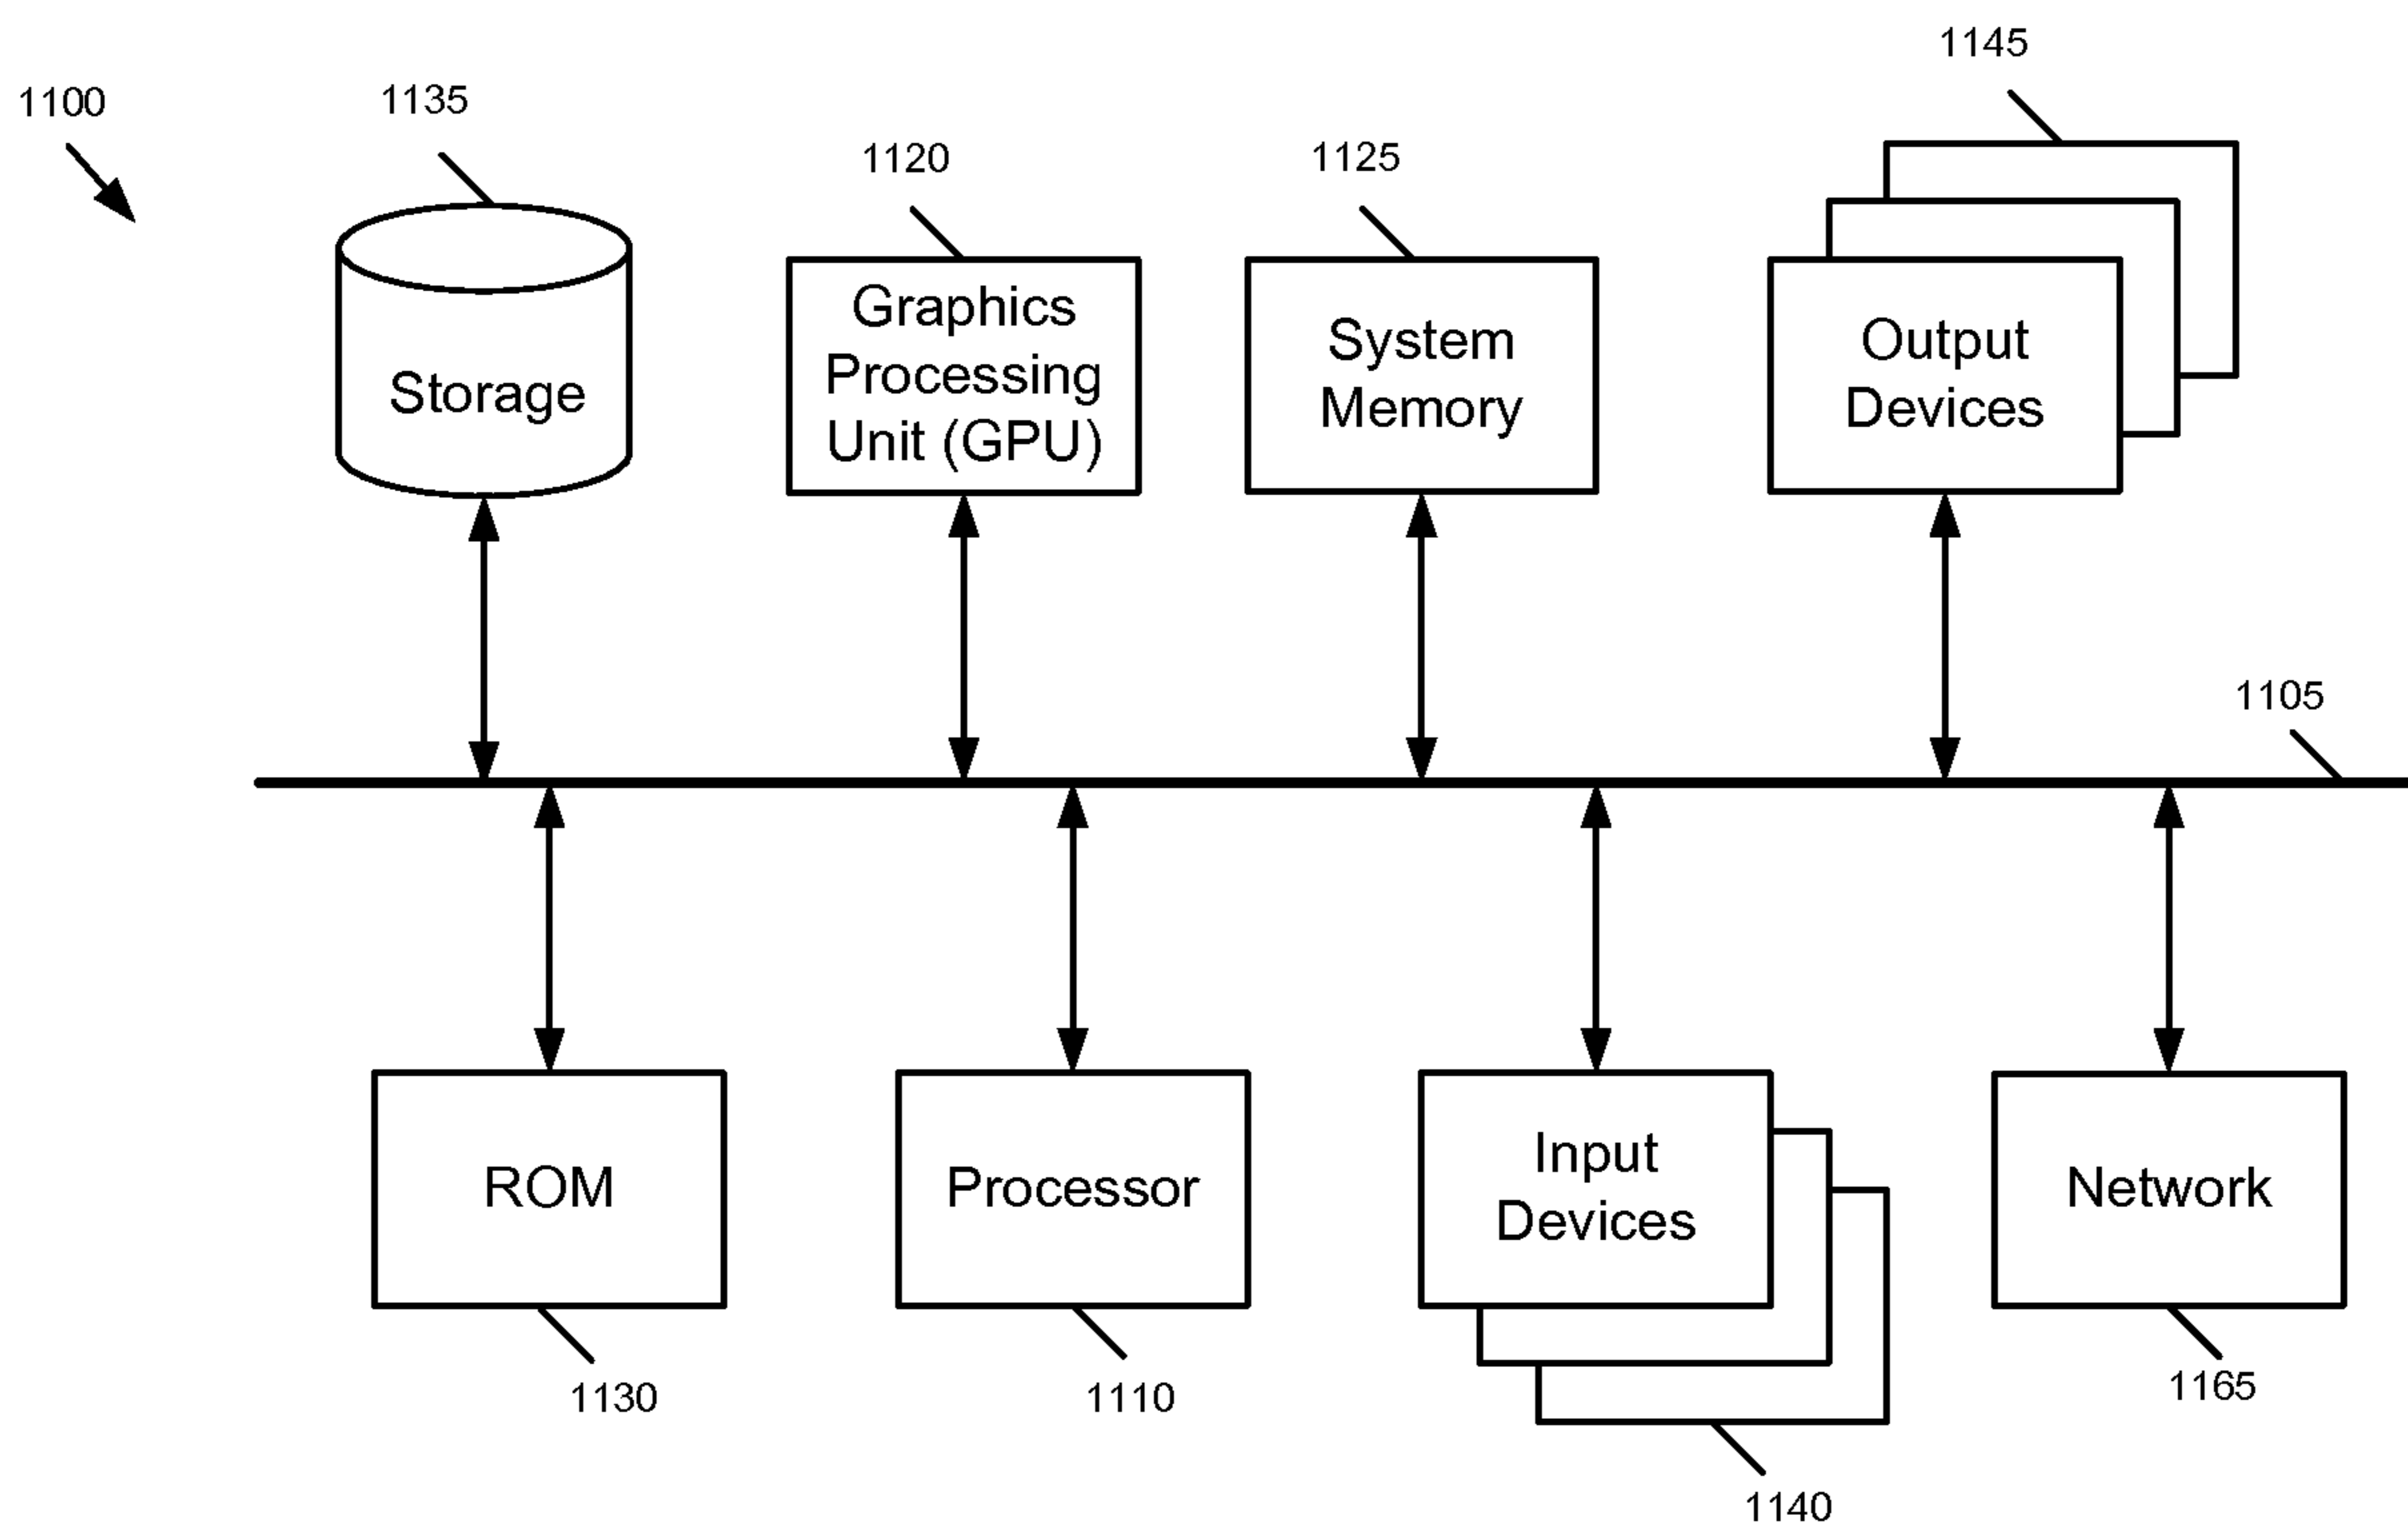 1145
1100
1135
1120
1125
Graphics
Processing
Unit (GPU)
System
Memory
Output
Devices
Storage
1105
Input
Devices
ROM
Processor
Network
1130
1110
1165
1140